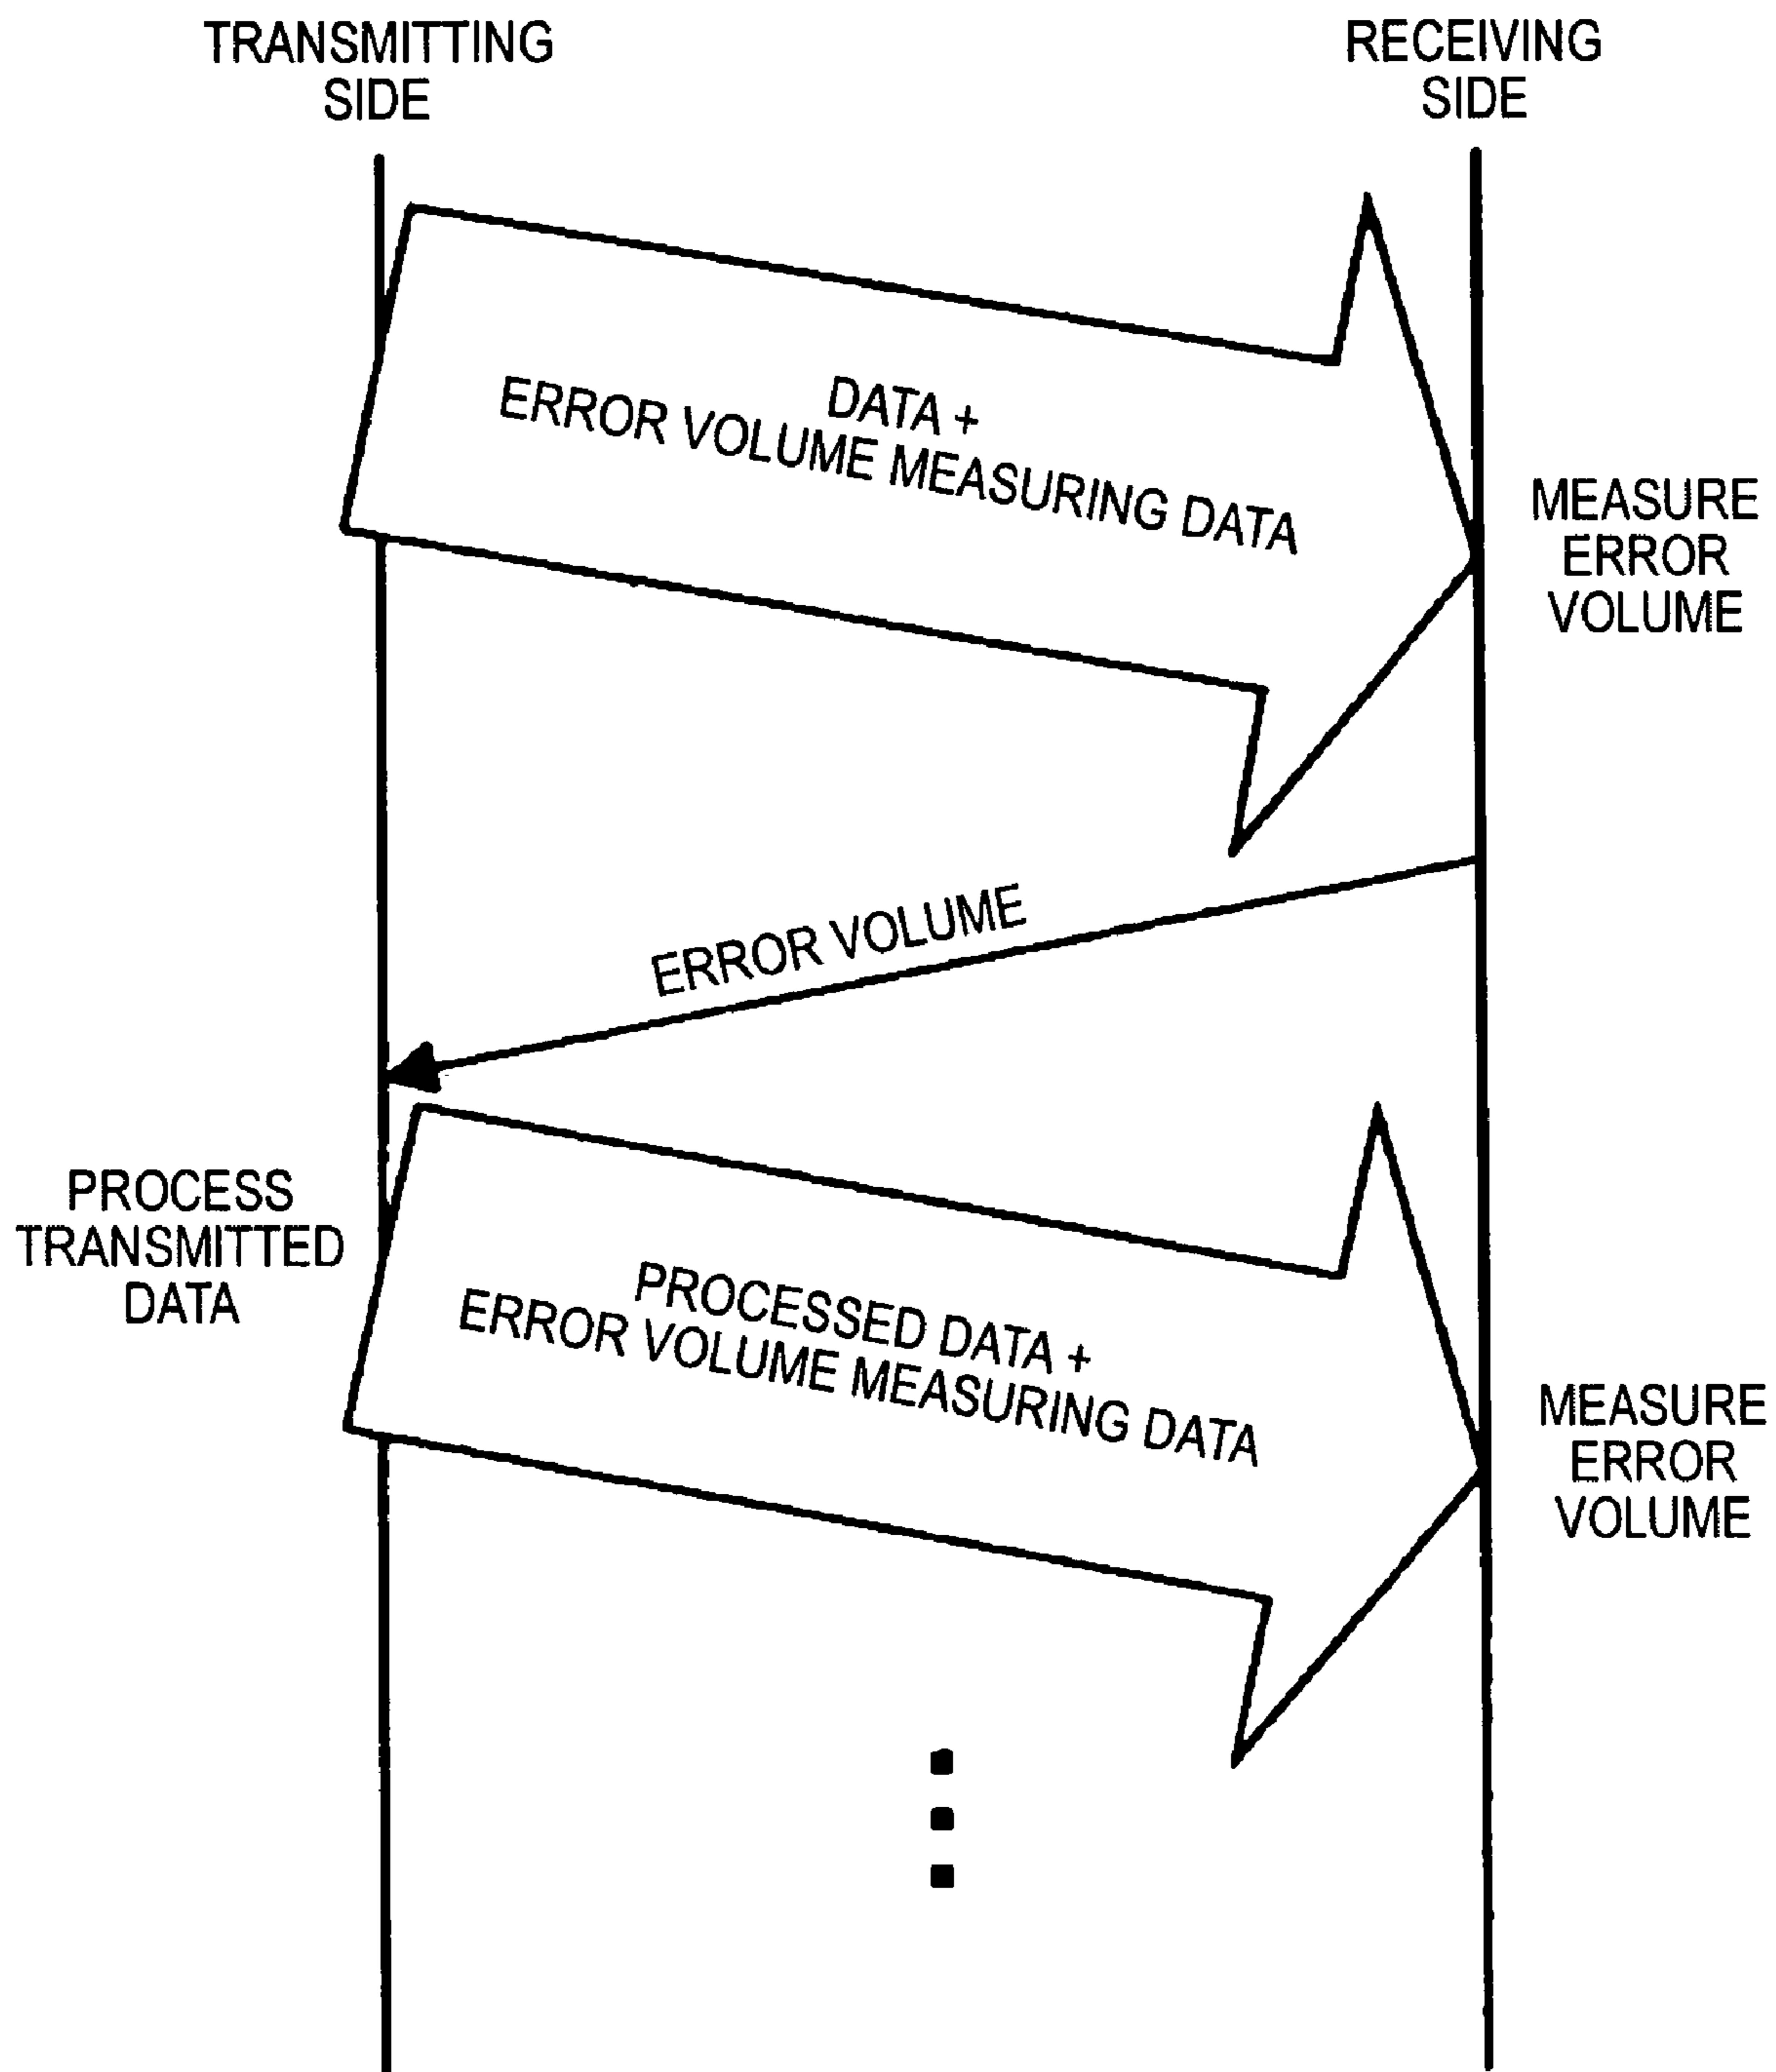 TRANSMITTING
SIDE
RECEIVING
SIDE
DATA +
ERROR VOLUME MEASURING DATA
MEASURE
ERROR
VOLUME
ERROR VOLUME
PROCESS
TRANSMITTED
DATA
PROCESSED DATA +
ERROR VOLUME MEASURING DATA
MEASURE
ERROR
VOLUME